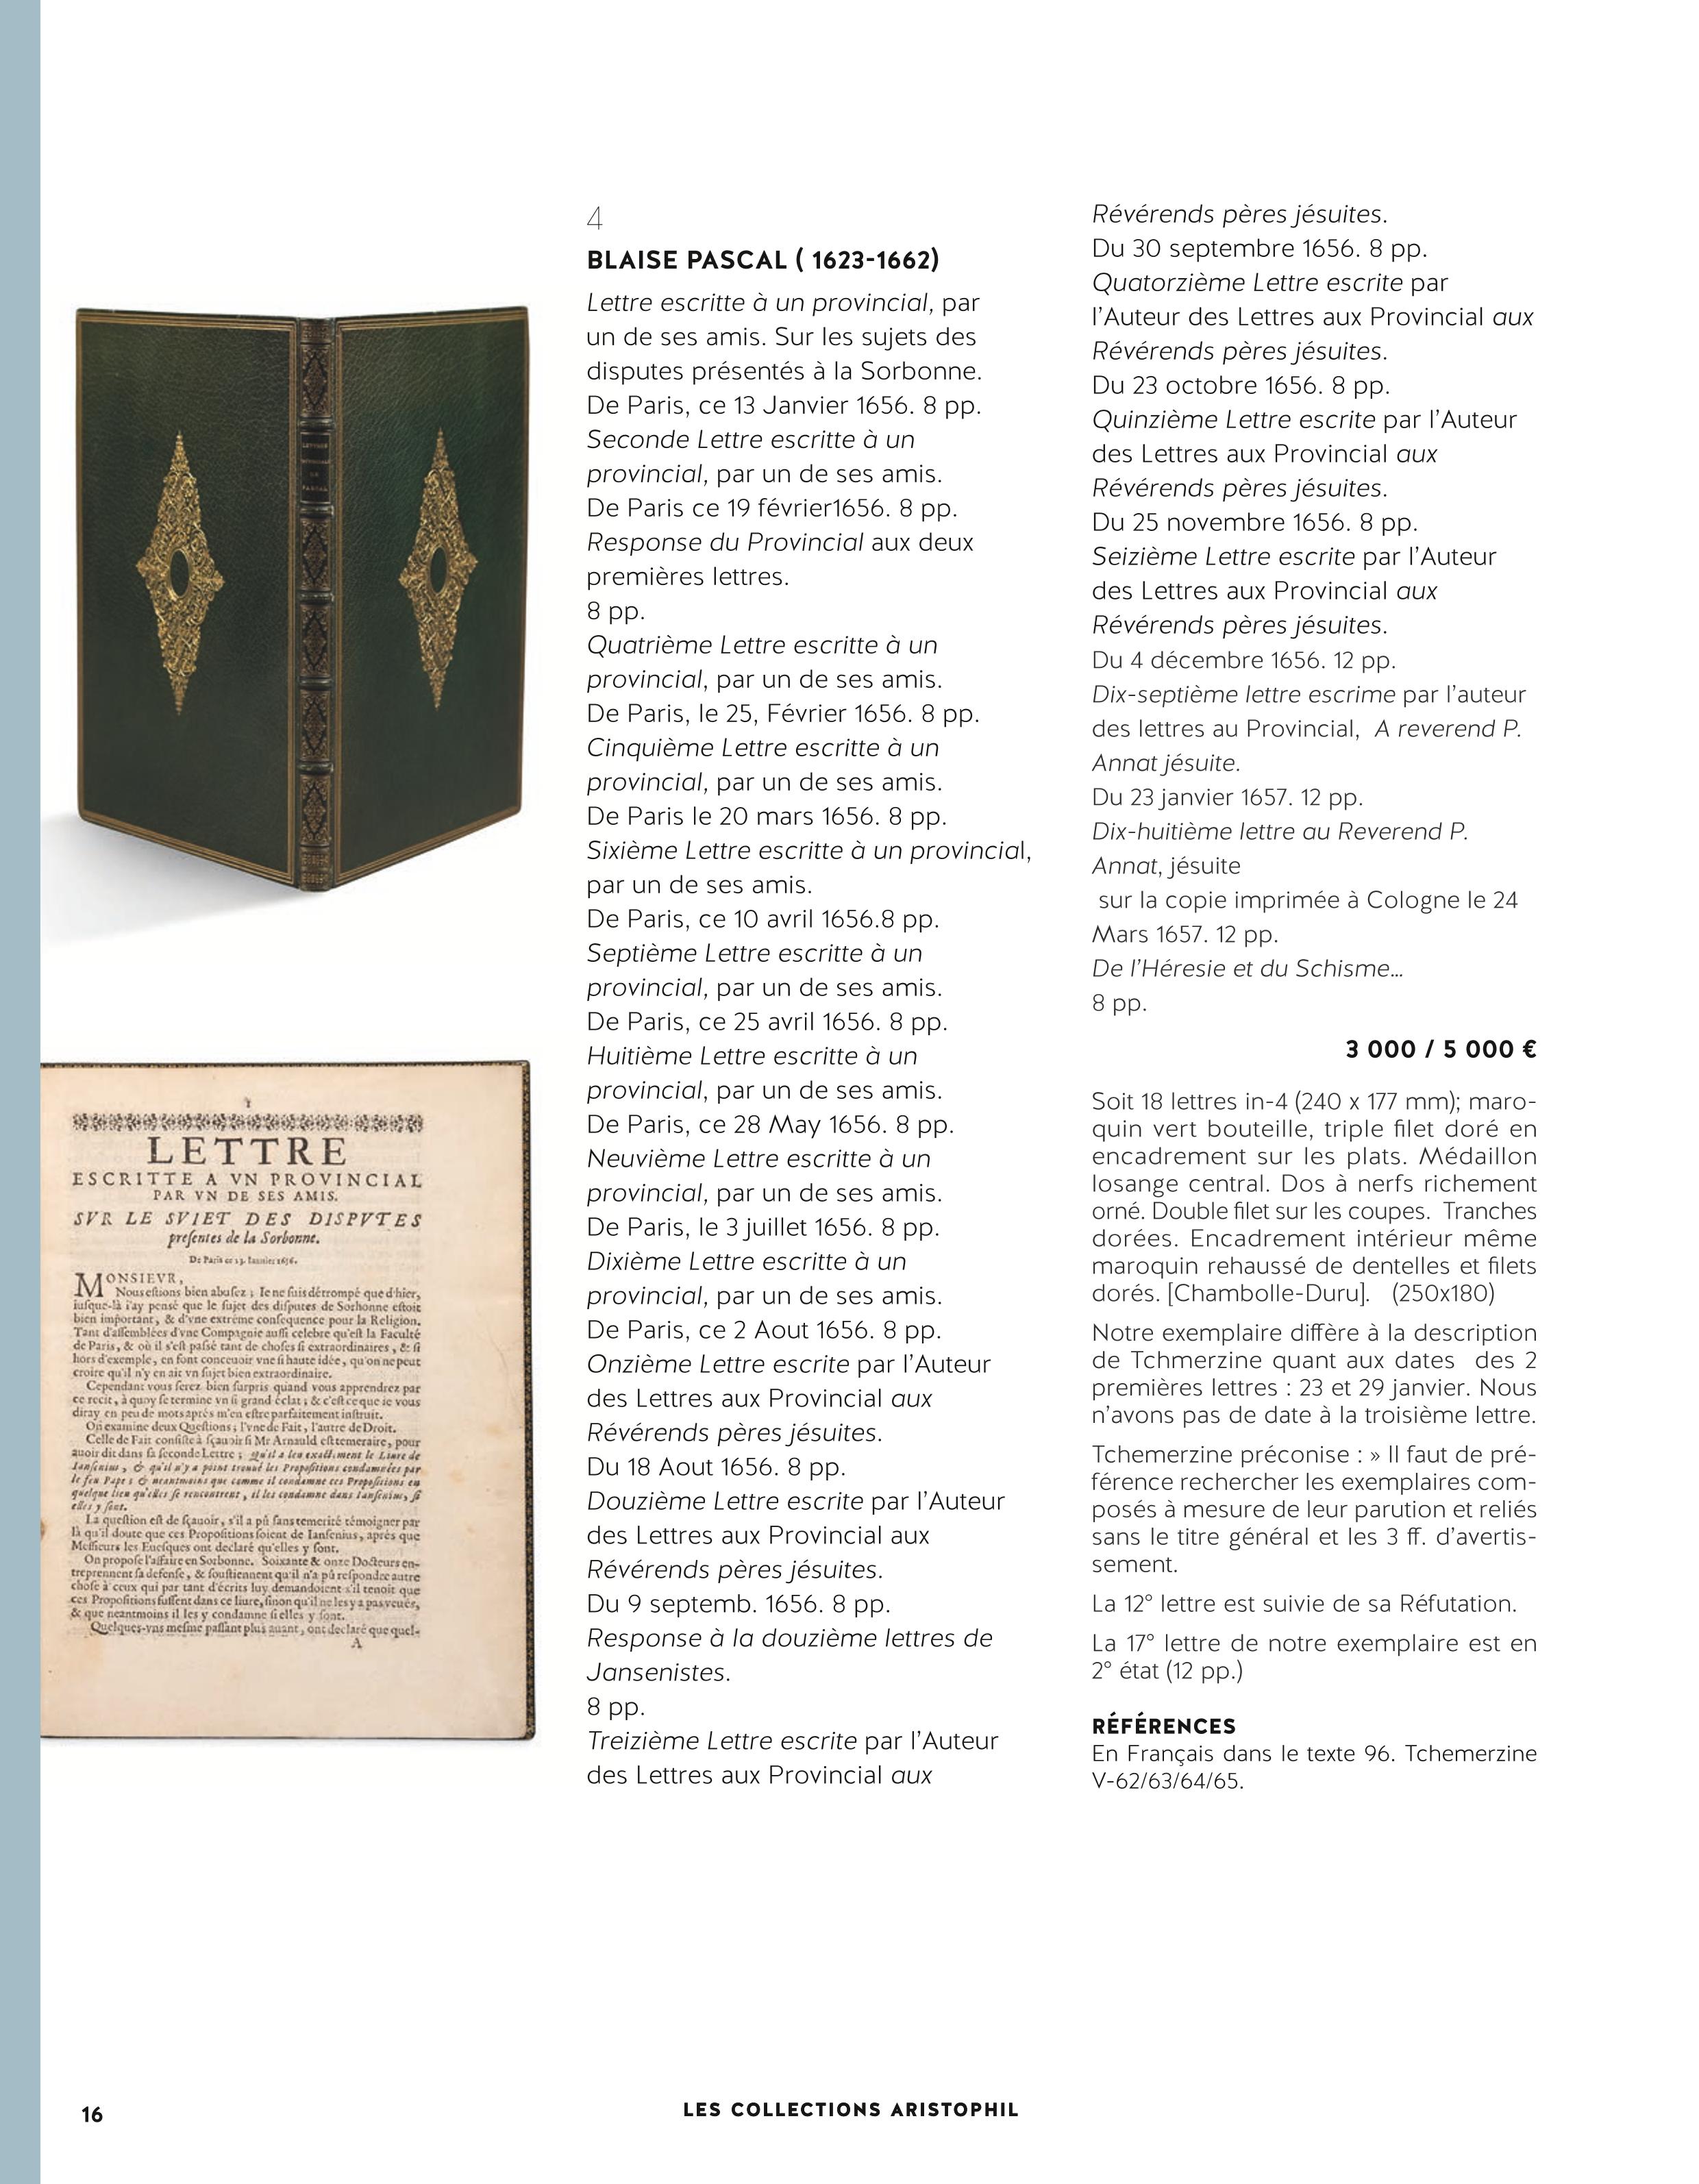 4
BLAISE PASCAL ( 1623-1662)
Lettre escritte à un provincial, par
un de ses amis. Sur les sujets des
disputes présentés à la Sorbonne.
De Paris, ce 13 Janvier 1656. 8 pp.
Seconde Lettre escritte à un
provincial, par un de ses amis.
De Paris ce 19 février1656. 8 pp.
Response du Provincial aux deux
premières lettres.
8 pp.
Quatrième Lettre escritte à un
provincial, par un de ses amis.
De Paris, le 25, Février 1656. 8 pp.
Cinquième Lettre escritte à un
provincial, par un de ses amis.
De Paris le 20 mars 1656. 8 pp.
Sixième Lettre escritte à un provincial,
par un de ses amis.
De Paris, ce 10 avril 1656.8 pp.
Septième Lettre escritte à un
provincial, par un de ses amis.
De Paris, ce 25 avril 1656. 8 pp.
Huitième Lettre escritte à un
provincial, par un de ses amis.
De Paris, ce 28 May 1656. 8 pp.
Neuvième Lettre escritte à un
provincial, par un de ses amis.
De Paris, le 3 juillet 1656. 8 pp.
Dixième Lettre escritte à un
provincial, par un de ses amis.
De Paris, ce 2 Aout 1656. 8 pp.
Onzième Lettre escrite par l'Auteur
des Lettres aux Provincial aux
Révérends pères jésuites.
Du 18 Aout 1656. 8 pp.
Douzième Lettre escrite par l'Auteur
des Lettres aux Provincial aux
Révérends pères jésuites.
Du 9 septemb. 1656. 8 pp.
Response à la douzième lettres de
Jansenistes.
8 pp.
Treizième Lettre escrite par l'Auteur
des Lettres aux Provincial aux
Révérends pères jésuites.
Du 30 septembre 1656. 8 pp.
Quatorzième Lettre escrite par
l'Auteur des Lettres aux Provincial aux
Révérends pères jésuites.
Du 23 octobre 1656. 8 pp.
Quinzième Lettre escrite par l'Auteur
des Lettres aux Provincial aux
Révérends pères jésuites.
Du 25 novembre 1656. 8 pp.
Seizième Lettre escrite par l'Auteur
des Lettres aux Provincial aux
Révérends pères jésuites.
Du 4 décembre 1656. 12 pp.
Dix-septième lettre escrime par l'auteur
des lettres au Provincial, A reverend P.
Annat jésuite.
Du 23 janvier 1657. 12 pp.
Dix-huitième lettre au Reverend P.
Annat, jésuite
sur la copie imprimée à Cologne le 24
Mars 1657. 12 pp.
De l'Héresie et du Schisme…
8 pp.
3 000 / 5 000 €
Soit 18 lettres in-4 (240 x 177 mm); maro-
quin vert bouteille, triple filet doré en
encadrement sur les plats. Médaillon
losange central. Dos à nerfs richement
orné. Double filet sur les coupes. Tranches
dorées. Encadrement intérieur même
maroquin rehaussé de dentelles et filets
dorés. [Chambolle-Duru]. (250x180)
Notre exemplaire diffère à la description
de Tchmerzine quant aux dates des 2
premières lettres : 23 et 29 janvier. Nous
n'avons pas de date à la troisième lettre.
Tchemerzine préconise : » Il faut de pré-
férence rechercher les exemplaires com-
posés à mesure de leur parution et reliés
sans le titre général et les 3 ff. d'avertis-
sement.
La 12° lettre est suivie de sa Réfutation.
La 17° lettre de notre exemplaire est en
2° état (12 pp.)
RÉFÉRENCES
En Français dans le texte 96. Tchemerzine
V-62/63/64/65.
1
LETTRE
ESCRITTE A VN PROVINCIAL
PAR VN DE SES AMIS.
SVR LE SVIET DES DISPVTES
presentes de la Sorbonne.
De Paris ce 23. Ianuier 1656.
MONSIEVR,
Nous estions bien abusez ; Ie ne suis détrompé que d'hier,
iusque-là i'ay pensé que le sujet des disputes de Sorbonne estoit
bien important, & d'vne extréme consequence pour la Religion.
Tant d'assemblées d'vne Compagnie aussi celebre qu'est la Faculté
de Paris, & où il s'est passé tant de choses si extraordinaires, & si
hors d'exemple, en font conceuoir vne si haute idée, qu'on ne peut
croire qu'il n'y en ait vn sujet bien extraordinaire.
Cependant vous serez bien surpris quand vous apprendrez par
ce recit, à quoy se termine vn si grand éclat ; & c'est ce que ie vous
diray en peu de mots aprés m'en estre parfaitement instruit.
On examine deux Questions ; l'vne de Fait, l'autre de Droit.
Celle de Fait consiste à sçauoir si Mr Arnauld est temeraire, pour
auoir dit dans sa seconde Lettre ; qu'il a leu exactement le Liure de
Iansenius, & qu'il n'y a point trouué les Propositions condamnées par
le feu Pape ; & neantmoins que comme il condamne ces Propositions en
quelque lieu qu'elles se rencontrent, il les condamne dans Iansenius, si
elles y sont.
La question est de sçauoir, s'il a pû sans temerité témoigner par
là qu'il doute que ces Propositions soient de Iansenius, aprés que
Messieurs les Euesques ont declaré qu'elles y sont.
On propose l'affaire en Sorbonne. Soixante & onze Docteurs en-
treprennent sa defense, & soustiennent qu'il n'a pû respondre autre
chose à ceux qui par tant d'écrits luy demandoient s'il tenoit que
ces Propositions fussent dans ce liure, sinon qu'il ne les y a pas veuës,
& que neantmoins il les y condamne si elles y sont.
Quelques-vns mesme passant plus auant, ont declaré que quel-
A
16
LES COLLECTIONS ARISTOPHIL